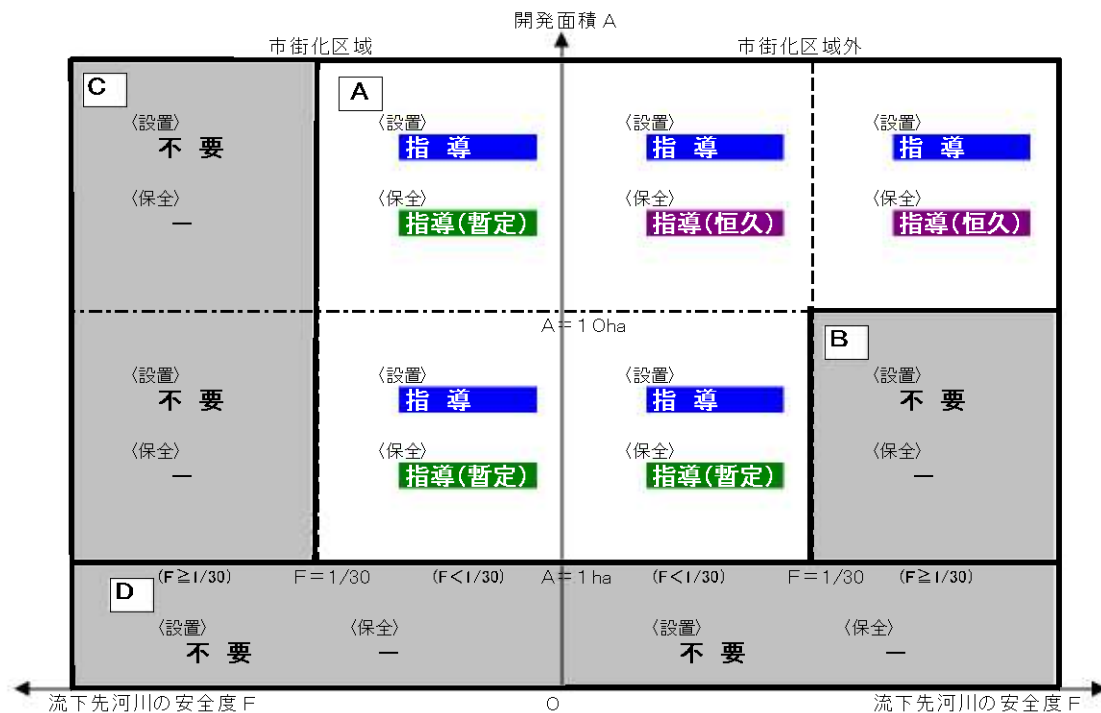 開発面積A
市街化区域 市街化区域外
C A
〈設置〉 〈設置〉 〈設置〉 〈設置〉
不要 指導 指導 指導
〈保全〉 〈保全〉 〈保全〉 〈保全〉
― 指導(暫定) 指導(恒久) 指導(恒久)
A=10ha
B
〈設置〉 〈設置〉 〈設置〉 〈設置〉
不要 指導 指導 不要
〈保全〉 〈保全〉 〈保全〉 〈保全〉
― 指導(暫定) 指導(暫定) ―
(F≧1/30) F=1/30 (F<1/30) A=1ha (F<1/30) F=1/30 (F≧1/30)
D
〈設置〉 〈保全〉 〈設置〉 〈保全〉
不要 ― 不要 ―
流下先河川の安全度F O 流下先河川の安全度F